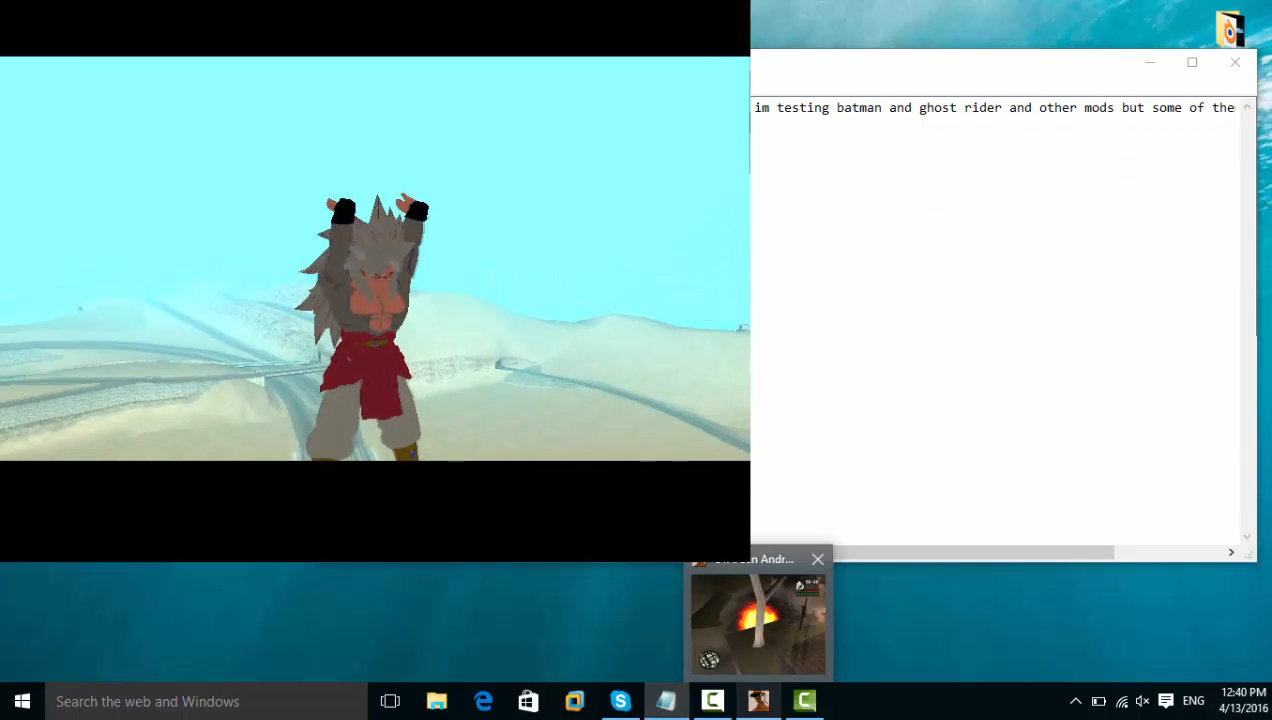 im testing batman and ghost rider and other mods but some of the
Andr...
Search the web and Windows
ENG
12:40 PM
4/13/2016